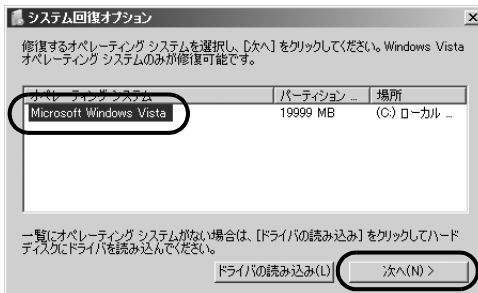 システム回復オプション
修復するオペレーティング システムを選択し、[次へ] をクリックしてください。Windows Vista
オペレーティング システムのみが修復可能です。
オペレーティング システム パーティション ... 場所
Microsoft Windows Vista 19999 MB (C:) ローカル ...
一覧にオペレーティング システムがない場合は、[ドライバの読み込み] をクリックしてハード
ディスクにドライバを読み込んでください。
ドライバの読み込み(L) 次へ(N) >